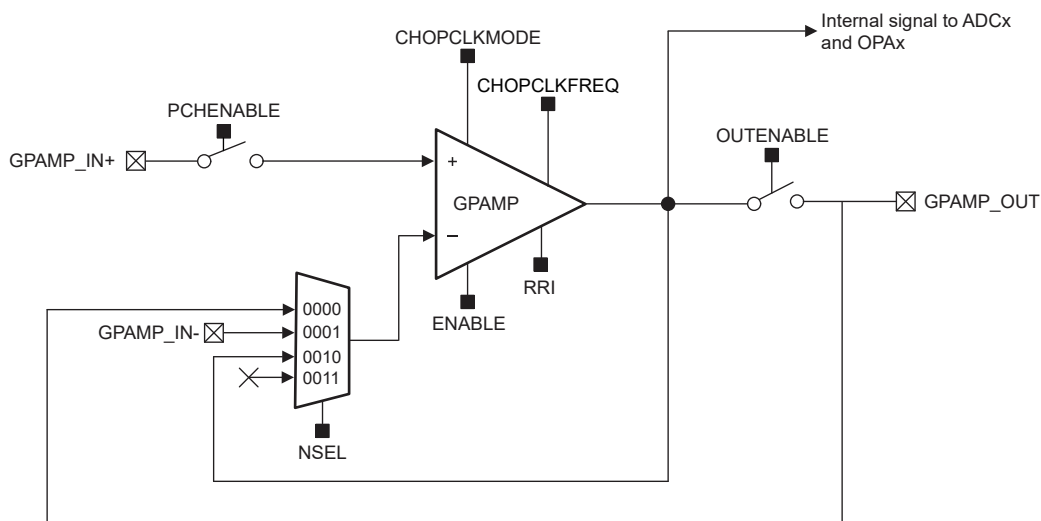 Internal signal to ADCx
and OPAx
CHOPCLKMODE
CHOPCLKFREQ
PCHENABLE
OUTENABLE
GPAMP_IN+
+
GPAMP
GPAMP_OUT
−
RRI
ENABLE
0000
GPAMP_IN-
0001
0010
0011
NSEL